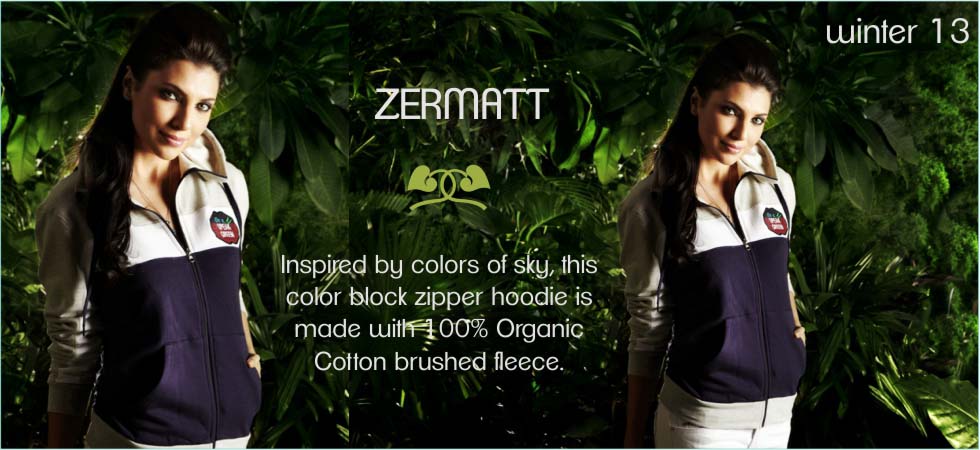 winter 13
ZERMATT
Inspired by colors of sky, this
color block zipper hoodie is
made with 100% Organic
Cotton brushed fleece.